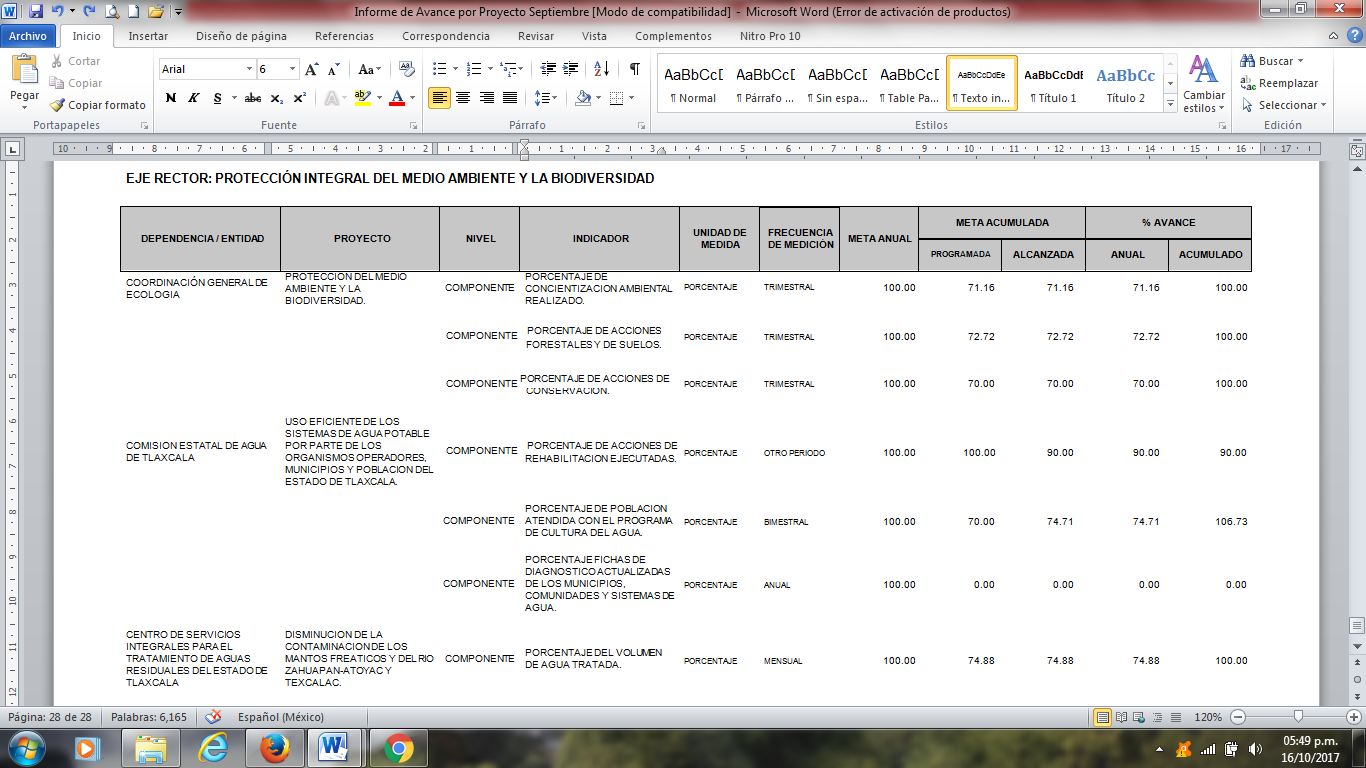 Informe de Avance por Proyecto Septiembre [Modo de compatibilidad] - Microsoft Word (Error de activación de productos)
Archivo Inicio Insertar Diseño de página Referencias Correspondencia Revisar Vista Complementos Nitro Pro 10
Pegar
Cortar
Copiar
Copiar formato
Portapapeles
Arial 6
Fuente
Párrafo
AaBbCcDdEe
¶ Normal ¶ Párrafo ... ¶ Sin espa... ¶ Table Pa... ¶ Texto in... ¶ Título 1 Título 2
Estilos
Cambiar estilos
Buscar
Reemplazar
Seleccionar
Edición
EJE RECTOR: PROTECCIÓN INTEGRAL DEL MEDIO AMBIENTE Y LA BIODIVERSIDAD
DEPENDENCIA / ENTIDAD PROYECTO NIVEL INDICADOR UNIDAD DE MEDIDA FRECUENCIA DE MEDICIÓN META ANUAL META ACUMULADA % AVANCE
PROGRAMADA ALCANZADA ANUAL ACUMULADO
COORDINACIÓN GENERAL DE ECOLOGIA PROTECCION DEL MEDIO AMBIENTE Y LA BIODIVERSIDAD. COMPONENTE PORCENTAJE DE CONCIENTIZACION AMBIENTAL REALIZADO. PORCENTAJE TRIMESTRAL 100.00 71.16 71.16 71.16 100.00
COMPONENTE PORCENTAJE DE ACCIONES FORESTALES Y DE SUELOS. PORCENTAJE TRIMESTRAL 100.00 72.72 72.72 72.72 100.00
COMPONENTE PORCENTAJE DE ACCIONES DE CONSERVACION. PORCENTAJE TRIMESTRAL 100.00 70.00 70.00 70.00 100.00
COMISION ESTATAL DE AGUA DE TLAXCALA USO EFICIENTE DE LOS SISTEMAS DE AGUA POTABLE POR PARTE DE LOS ORGANISMOS OPERADORES, MUNICIPIOS Y POBLACION DEL ESTADO DE TLAXCALA. COMPONENTE PORCENTAJE DE ACCIONES DE REHABILITACION EJECUTADAS. PORCENTAJE OTRO PERIODO 100.00 100.00 90.00 90.00 90.00
COMPONENTE PORCENTAJE DE POBLACION ATENDIDA CON EL PROGRAMA DE CULTURA DEL AGUA. PORCENTAJE BIMESTRAL 100.00 70.00 74.71 74.71 106.73
COMPONENTE PORCENTAJE FICHAS DE DIAGNOSTICO ACTUALIZADAS DE LOS MUNICIPIOS, COMUNIDADES Y SISTEMAS DE AGUA. PORCENTAJE ANUAL 100.00 0.00 0.00 0.00 0.00
CENTRO DE SERVICIOS INTEGRALES PARA EL TRATAMIENTO DE AGUAS RESIDUALES DEL ESTADO DE TLAXCALA DISMINUCION DE LA CONTAMINACION DE LOS MANTOS FREATICOS Y DEL RIO ZAHUAPAN-ATOYAC Y TEXCALAC. COMPONENTE PORCENTAJE DEL VOLUMEN DE AGUA TRATADA. PORCENTAJE MENSUAL 100.00 74.88 74.88 74.88 100.00
Página: 28 de 28 Palabras: 6,165 Español (México) 120%
05:49 p.m.
16/10/2017